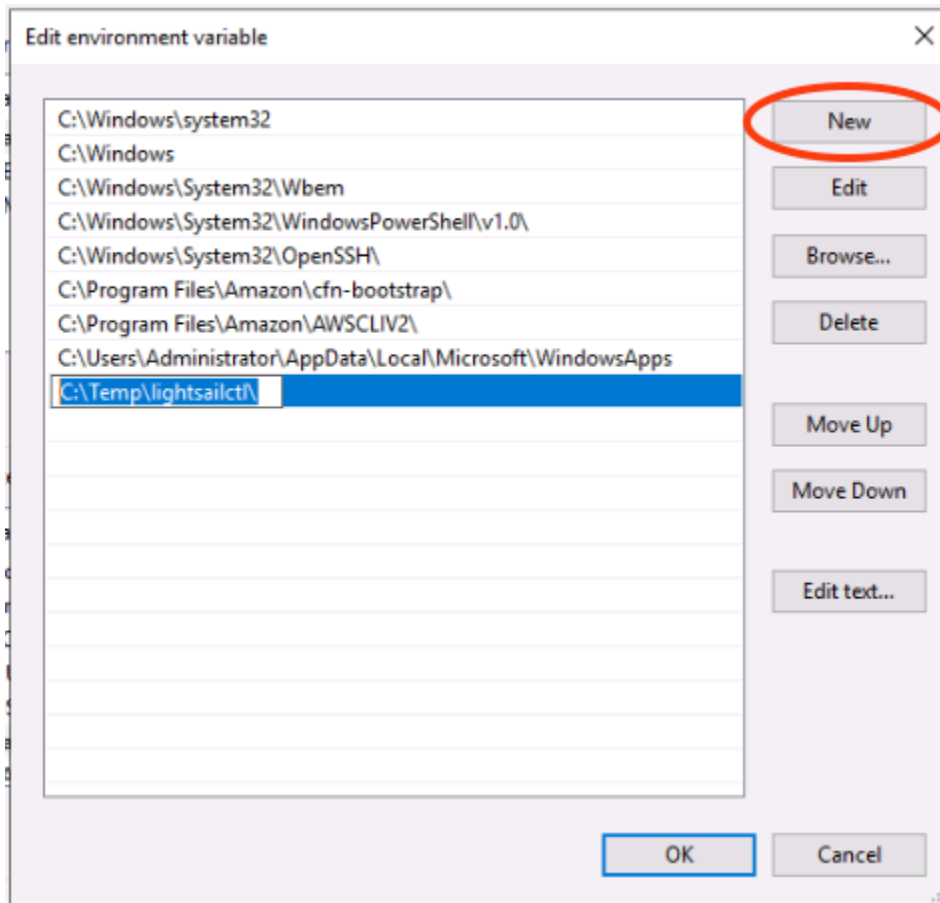 Edit environment variable
C:\Windows\system32
C:\Windows
C:\Windows\System32\Wbem
C:\Windows\System32\WindowsPowerShell\v1.0\
C:\Windows\System32\OpenSSH\
C:\Program Files\Amazon\cfn-bootstrap\
C:\Program Files\Amazon\AWSCLIV2\
C:\Users\Administrator\AppData\Local\Microsoft\WindowsApps
C:\Temp\lightsailctl\
New
Edit
Browse...
Delete
Move Up
Move Down
Edit text...
OK
Cancel